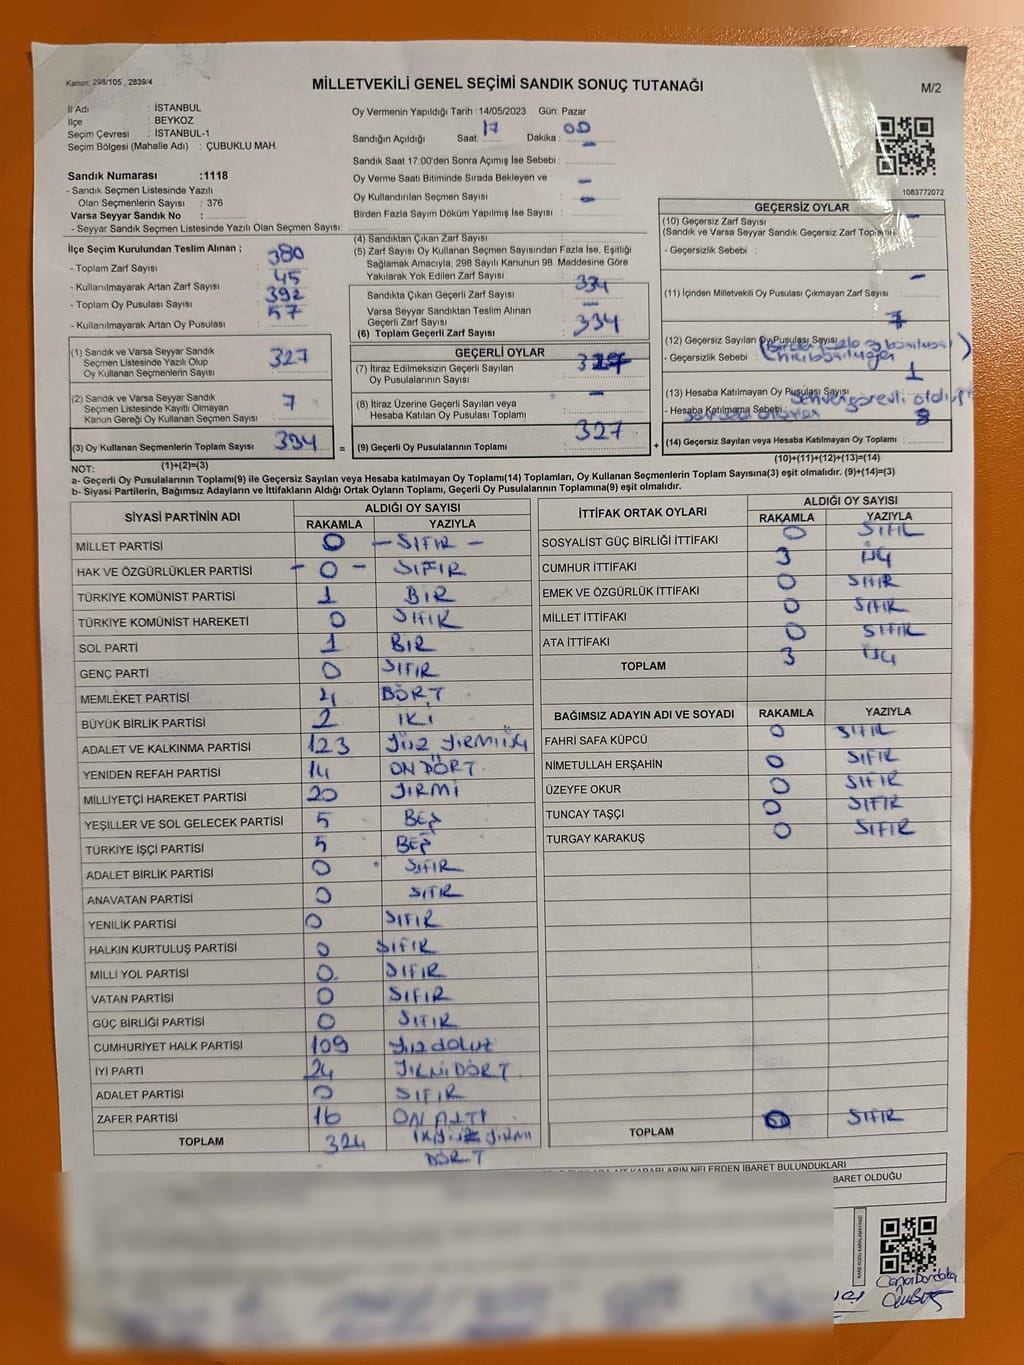 Kanun: 298/105 , 2839/4
MİLLETVEKİLİ GENEL SEÇİMİ SANDIK SONUÇ TUTANAĞI
M/2
İl Adı : İSTANBUL
İlçe : BEYKOZ
Seçim Çevresi : İSTANBUL-1
Seçim Bölgesi (Mahalle Adı) : ÇUBUKLU MAH.
Oy Vermenin Yapıldığı Tarih :14/05/2023 Gün: Pazar
Sandığın Açıldığı Saat: 17 Dakika : 00
Sandık Saat 17:00'den Sonra Açımış İse Sebebi : –
Oy Verme Saati Bitiminde Sırada Bekleyen ve
Oy Kullandırılan Seçmen Sayısı : –
Birden Fazla Sayım Döküm Yapılmış İse Sayısı : –
1083772072
Sandık Numarası :1118
- Sandık Seçmen Listesinde Yazılı
Olan Seçmenlerin Sayısı : 376
Varsa Seyyar Sandık No :
- Seyyar Sandık Seçmen Listesinde Yazılı Olan Seçmen Sayısı:
İlçe Seçim Kurulundan Teslim Alınan ;
- Toplam Zarf Sayısı : 380
- Kullanılmayarak Artan Zarf Sayısı : 45
- Toplam Oy Pusulası Sayısı : 392
- Kullanılmayarak Artan Oy Pusulası : 57
(1) Sandık ve Varsa Seyyar Sandık
Seçmen Listesinde Yazılı Olup
Oy Kullanan Seçmenlerin Sayısı : 327
(2) Sandık ve Varsa Seyyar Sandık
Seçmen Listesinde Kayıtlı Olmayan
Kanun Gereği Oy Kullanan Seçmen Sayısı : 7
(3) Oy Kullanan Seçmenlerin Toplam Sayısı : 334
(1)+(2)=(3)
(4) Sandıktan Çıkan Zarf Sayısı :
(5) Zarf Sayısı Oy Kullanan Seçmen Sayısından Fazla İse, Eşitliği
Sağlamak Amacıyla, 298 Sayılı Kanunun 98. Maddesine Göre
Yakılarak Yok Edilen Zarf Sayısı :
Sandıkta Çıkan Geçerli Zarf Sayısı : 334
Varsa Seyyar Sandıktan Teslim Alınan
Geçerli Zarf Sayısı : –
(6) Toplam Geçerli Zarf Sayısı : 334
GEÇERLİ OYLAR
(7) İtiraz Edilmeksizin Geçerli Sayılan
Oy Pusulalarının Sayısı : 327
(8) İtiraz Üzerine Geçerli Sayılan veya
Hesaba Katılan Oy Pusulası Toplamı : –
= (9) Geçerli Oy Pusulalarının Toplamı : 327
GEÇERSİZ OYLAR
(10) Geçersiz Zarf Sayısı –
(Sandık ve Varsa Seyyar Sandık Geçersiz Zarf Toplamı)
- Geçersizlik Sebebi :
(11) İçinden Milletvekili Oy Pusulası Çıkmayan Zarf Sayısı : –
(12) Geçersiz Sayılan Oy Pusulası Sayısı
- Geçersizlik Sebebi :
(13) Hesaba Katılmayan Oy Pusulası Sayısı 1
- Hesaba Katılmama Sebebi
+ (14) Geçersiz Sayılan veya Hesaba Katılmayan Oy Toplamı :
(10)+(11)+(12)+(13)=(14)
NOT:
a- Geçerli Oy Pusulalarının Toplamı(9) ile Geçersiz Sayılan veya Hesaba katılmayan Oy Toplamı(14) Toplamları, Oy Kullanan Seçmenlerin Toplam Sayısına(3) eşit olmalıdır. (9)+(14)=(3)
b- Siyasi Partilerin, Bağımsız Adayların ve İttifakların Aldığı Ortak Oyların Toplamı, Geçerli Oy Pusulalarının Toplamına(9) eşit olmalıdır.
SİYASİ PARTİNİN ADI ALDIĞI OY SAYISI
RAKAMLA YAZIYLA
MİLLET PARTİSİ 0 – SIFIR –
HAK VE ÖZGÜRLÜKLER PARTİSİ – 0 – SIFIR
TÜRKİYE KOMÜNİST PARTİSİ 1 BIR
TÜRKİYE KOMÜNİST HAREKETİ 0 SIFIR
SOL PARTİ 1 BIR
GENÇ PARTİ 0 SIFIR
MEMLEKET PARTİSİ 4 DÖRT
BÜYÜK BİRLİK PARTİSİ 2 IKI
ADALET VE KALKINMA PARTİSİ 123 YÜZ YIRMIÜÇ
YENİDEN REFAH PARTİSİ 14 ON DÖRT
MİLLİYETÇİ HAREKET PARTİSİ 20 YIRMI
YEŞİLLER VE SOL GELECEK PARTİSİ 5 BEŞ
TÜRKİYE İŞÇİ PARTİSİ 5 BEŞ
ADALET BİRLİK PARTİSİ 0 SIFIR
ANAVATAN PARTİSİ 0 SIFIR
YENİLİK PARTİSİ 0 SIFIR
HALKIN KURTULUŞ PARTİSİ 0 SIFIR
MİLLİ YOL PARTİSİ 0 SIFIR
VATAN PARTİSİ 0 SIFIR
GÜÇ BİRLİĞİ PARTİSİ 0 SIFIR
CUMHURİYET HALK PARTİSİ 109 Yüzdokuz
İYİ PARTİ 24 YIRMIDÖRT
ADALET PARTİSİ 0 SIFIR
ZAFER PARTİSİ 16 ON ALTI
TOPLAM 324 YIRMI
DÖRT
İTTİFAK ORTAK OYLARI ALDIĞI OY SAYISI
RAKAMLA YAZIYLA
SOSYALİST GÜÇ BİRLİĞİ İTTİFAKI 0 SIFIR
CUMHUR İTTİFAKI 3 ÜÇ
EMEK VE ÖZGÜRLÜK İTTİFAKI 0 SIFIR
MİLLET İTTİFAKI 0 SIFIR
ATA İTTİFAKI 0 SIFIR
TOPLAM 3 ÜÇ
BAĞIMSIZ ADAYIN ADI VE SOYADI RAKAMLA YAZIYLA
FAHRİ SAFA KÜPCÜ 0 SIFIR
NİMETULLAH ERŞAHİN 0 SIFIR
ÜZEYFE OKUR 0 SIFIR
TUNCAY TAŞÇI 0 SIFIR
TURGAY KARAKUŞ 0 SIFIR
TOPLAM 0 SIFIR
KARARLARIN NELERDEN İBARET BULUNDUKLARI
BARET OLDUĞU